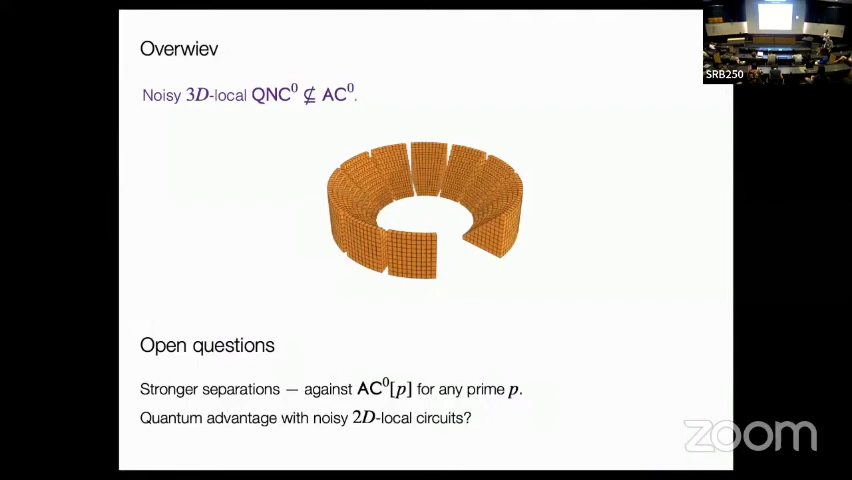 Overwiev
Noisy 3D-local QNC⁰ ⊈ AC⁰.
Open questions
Stronger separations — against AC⁰[p] for any prime p.
Quantum advantage with noisy 2D-local circuits?
SRB250
zoom